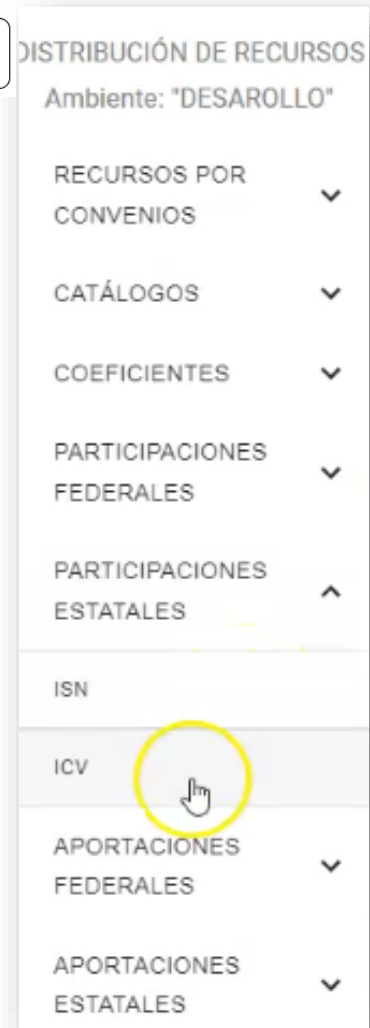 DISTRIBUCIÓN DE RECURSOS
Ambiente: "DESAROLLO"
RECURSOS POR
CONVENIOS
CATÁLOGOS
COEFICIENTES
PARTICIPACIONES
FEDERALES
PARTICIPACIONES
ESTATALES
ISN
ICV
APORTACIONES
FEDERALES
APORTACIONES
ESTATALES